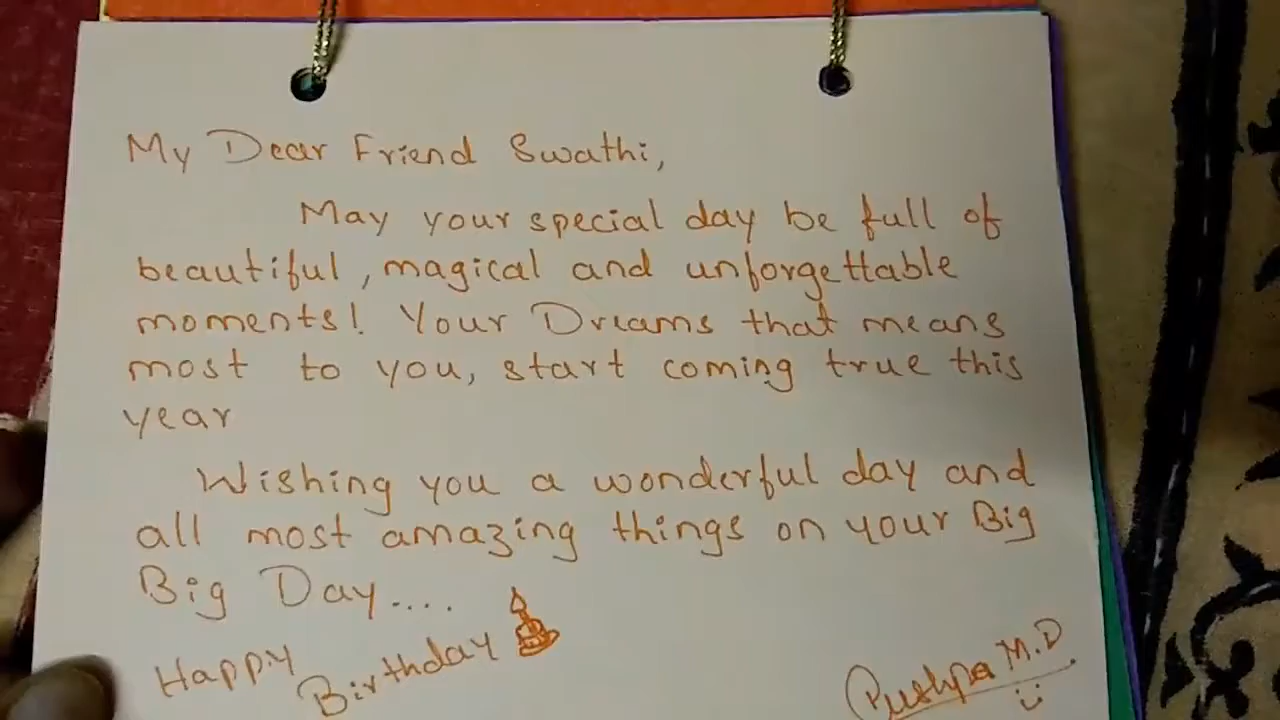 My Dear Friend Swathi,
May your special day be full of
beautiful, magical and unforgettable
moments! Your Dreams that means
most to you, start coming true this
year
Wishing you a wonderful day and
all most amazing things on your Big
Big Day....
Happy Birthday
Pushpa M.D